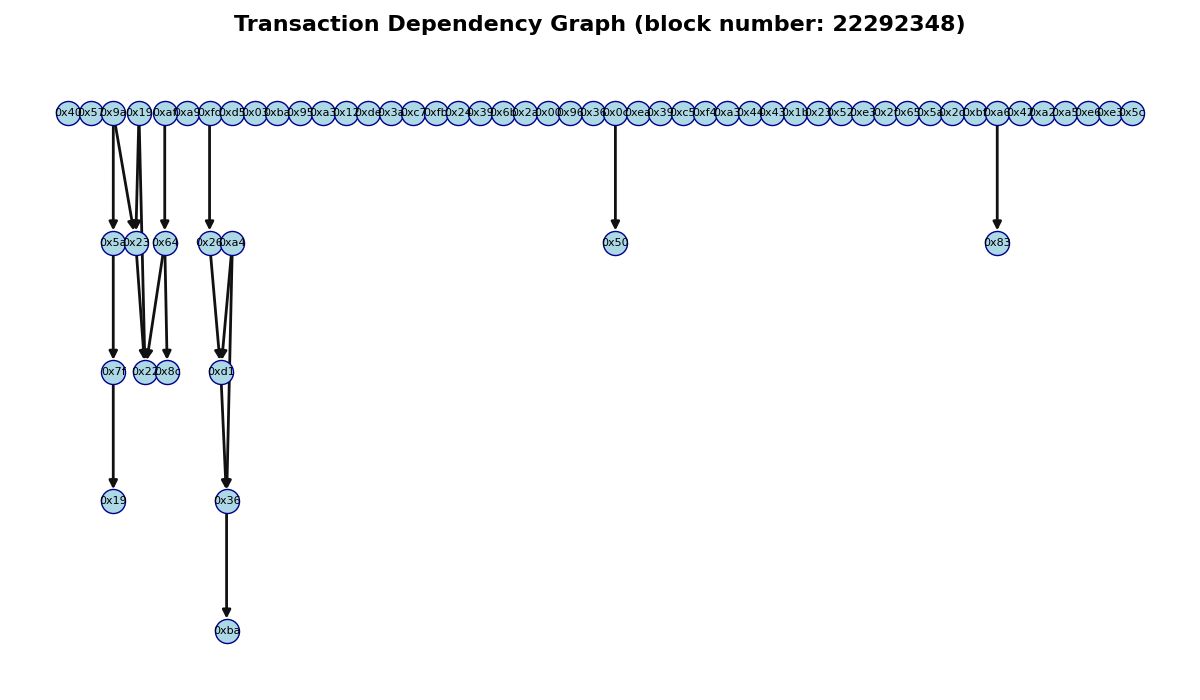 Transaction Dependency Graph (block number: 22292348)
0x40 0x57 0x9a 0x19 0xaf 0xa9 0xfd 0xd5 0x03 0xba 0x95 0xa3 0x12 0xde 0x3a 0xc7 0xfb 0x24 0x39 0x6b 0x2a 0x00 0x96 0x36 0x0c 0xea 0x39 0xc5 0xf4 0xa3 0x44 0x43 0x1b 0x23 0x52 0xe3 0x2f 0x65 0x5a 0x2d 0xbf 0xa6 0x42 0xa2 0xa5 0xe6 0xe3 0x5c
0x5a 0x23 0x64 0x26 0xa4 0x50 0x83
0x7f 0x22 0x8c 0xd1
0x19 0x36
0xba